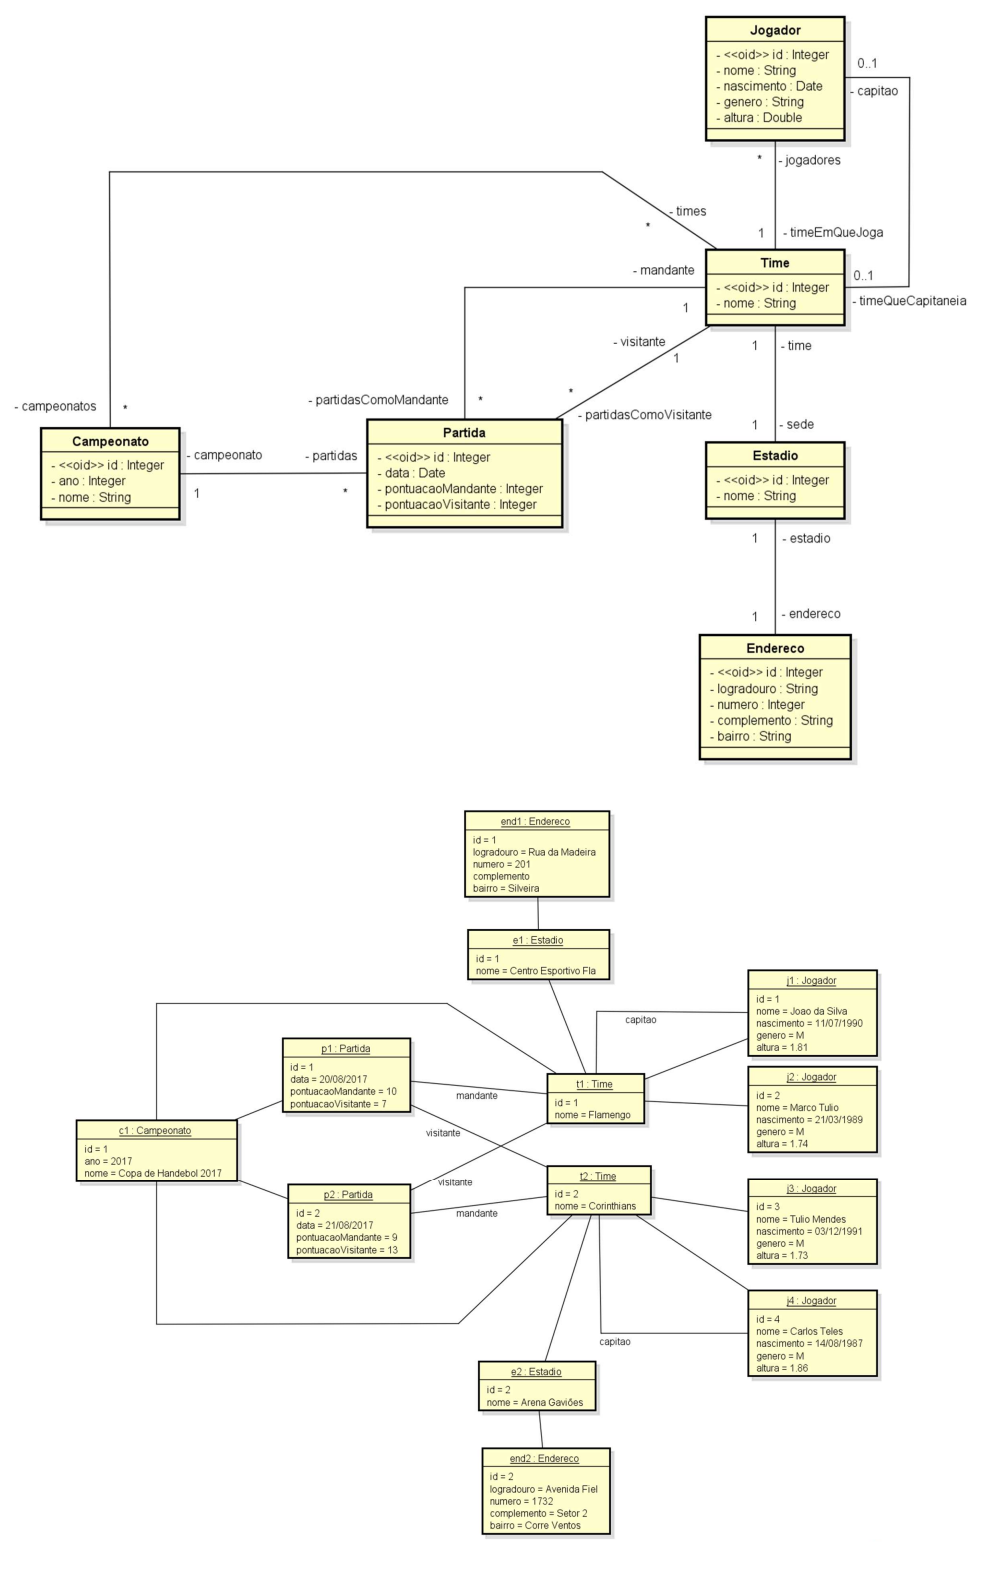 Jogador
- <<oid>> id : Integer
- nome : String
- nascimento : Date
- genero : String
- altura : Double
0..1
- capitao
*
- jogadores
1
- timeEmQueJoga
- times
*
Time
- <<oid>> id : Integer
- nome : String
0..1
- timeQueCapitaneia
- mandante
1
- visitante
1
1
- time
*
- partidasComoVisitante
- partidasComoMandante
*
- campeonatos
*
Campeonato
- <<oid>> id : Integer
- ano : Integer
- nome : String
- campeonato
1
- partidas
*
Partida
- <<oid>> id : Integer
- data : Date
- pontuacaoMandante : Integer
- pontuacaoVisitante : Integer
1
- sede
Estadio
- <<oid>> id : Integer
- nome : String
1
- estadio
1
- endereco
Endereco
- <<oid>> id : Integer
- logradouro : String
- numero : Integer
- complemento : String
- bairro : String
end1 : Endereco
id = 1
logradouro = Rua da Madeira
numero = 201
complemento
bairro = Silveira
e1 : Estadio
id = 1
nome = Centro Esportivo Fla
j1 : Jogador
id = 1
nome = Joao da Silva
nascimento = 11/07/1990
genero = M
altura = 1.81
capitao
p1 : Partida
id = 1
data = 20/08/2017
pontuacaoMandante = 10
pontuacaoVisitante = 7
mandante
visitante
t1 : Time
id = 1
nome = Flamengo
j2 : Jogador
id = 2
nome = Marco Tulio
nascimento = 21/03/1989
genero = M
altura = 1.74
c1 : Campeonato
id = 1
ano = 2017
nome = Copa de Handebol 2017
p2 : Partida
id = 2
data = 21/08/2017
pontuacaoMandante = 9
pontuacaoVisitante = 13
visitante
mandante
t2 : Time
id = 2
nome = Corinthians
j3 : Jogador
id = 3
nome = Tulio Mendes
nascimento = 03/12/1991
genero = M
altura = 1.73
j4 : Jogador
id = 4
nome = Carlos Teles
nascimento = 14/08/1987
genero = M
altura = 1.86
capitao
e2 : Estadio
id = 2
nome = Arena Gaviões
end2 : Endereco
id = 2
logradouro = Avenida Fiel
numero = 1732
complemento = Setor 2
bairro = Corre Ventos